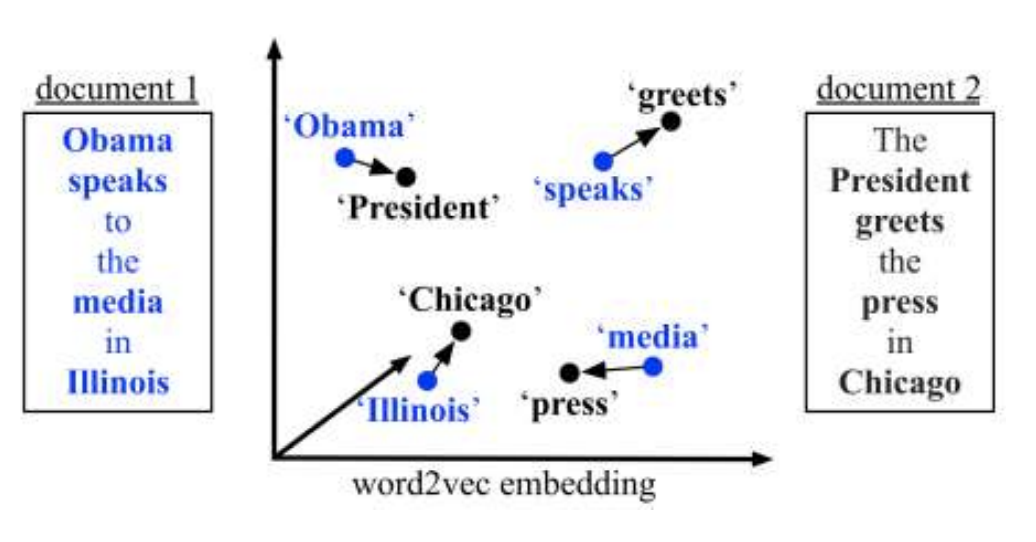 document 1
Obama
speaks
to
the
media
in
Illinois
'Obama'
'President'
'greets'
'speaks'
'Chicago'
'Illinois'
'media'
'press'
word2vec embedding
document 2
The
President
greets
the
press
in
Chicago